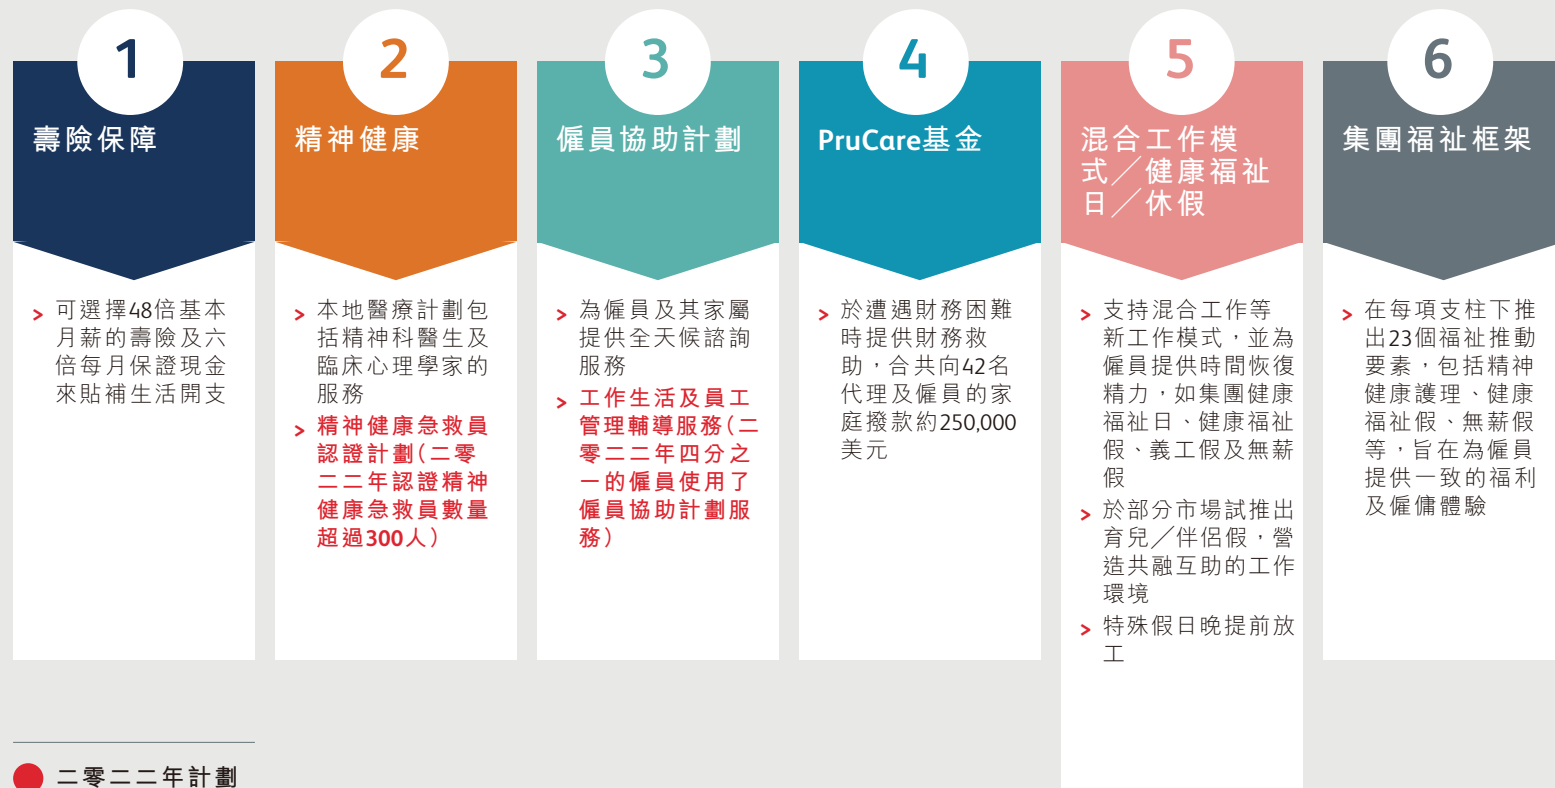 1
壽險保障
> 可選擇48倍基本
月薪的壽險及六
倍每月保證現金
來貼補生活開支
2
精神健康
> 本地醫療計劃包
括精神科醫生及
臨床心理學家的
服務
> 精神健康急救員
認證計劃(二零
二二年認證精神
健康急救員數量
超過300人)
3
僱員協助計劃
> 為僱員及其家屬
提供全天候諮詢
服務
> 工作生活及員工
管理輔導服務(二
零二二年四分之
一的僱員使用了
僱員協助計劃服
務)
4
PruCare基金
> 於遭遇財務困難
時提供財務救
助,合共向42名
代理及僱員的家
庭撥款約250,000
美元
5
混合工作模
式╱健康福祉
日╱休假
> 支持混合工作等
新工作模式,並為
僱員提供時間恢復
精力,如集團健康
福祉日、健康福祉
假、義工假及無薪
假
> 於部分市場試推出
育兒╱伴侶假,營
造共融互助的工作
環境
> 特殊假日晚提前放
工
6
集團福祉框架
> 在每項支柱下推
出23個福祉推動
要素,包括精神
健康護理、健康
福祉假、無薪假
等,旨在為僱員
提供一致的福利
及僱傭體驗
二零二二年計劃